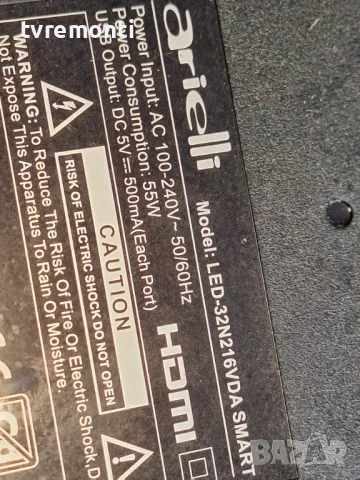 tvremonti
arielli
Model: LED-32N216VDA SMART
Power Input: AC 100-240V~ 50/60Hz
Power Consumption: 55W
USB Output: DC 5V⎓ 500mA(Each Port)
HDMI
CAUTION
RISK OF ELECTRIC SHOCK DO NOT OPEN
WARNING: To Reduce The Risk Of Fire Or Electric Shock, D
Not Expose This Apparatus To Rain Or Moisture.
BAZAR